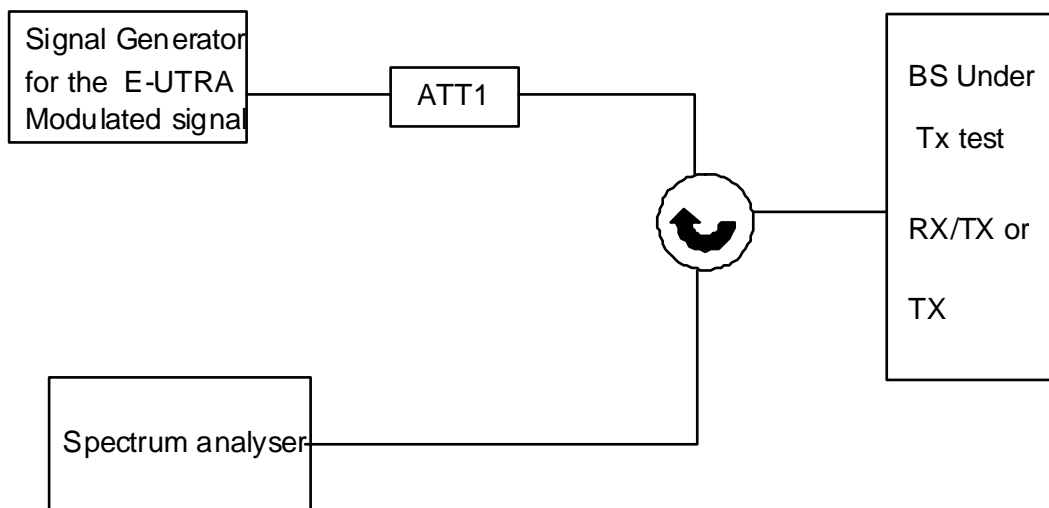 Signal Generator
for the E-UTRA
Modulated signal
ATT1
BS Under
Tx test
RX/TX or
TX
Spectrum analyser